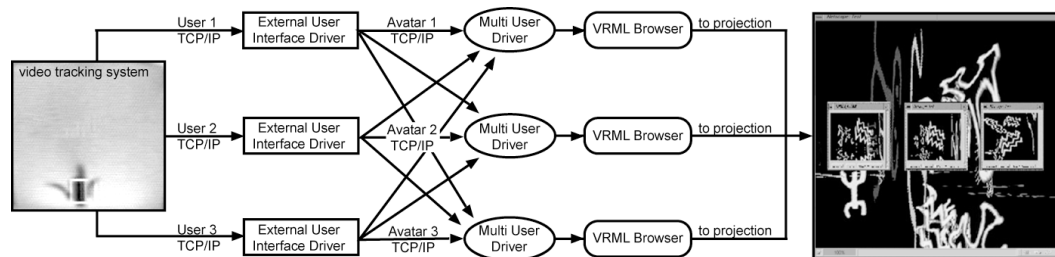 User 1
TCP/IP
External User
Interface Driver
Avatar 1
TCP/IP
Multi User
Driver
VRML Browser
to projection
video tracking system
User 2
TCP/IP
External User
Interface Driver
Avatar 2
TCP/IP
Multi User
Driver
VRML Browser
to projection
User 3
TCP/IP
External User
Interface Driver
Avatar 3
TCP/IP
Multi User
Driver
VRML Browser
to projection